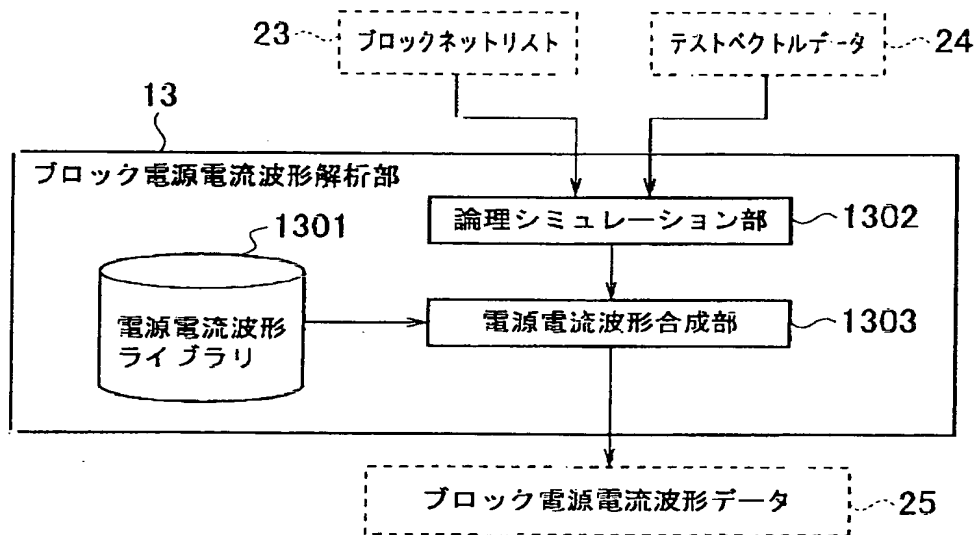 23
ブロックネットリスト
テストベクトルデータ
24
13
ブロック電源電流波形解析部
1301
論理シミュレーション部
1302
電源電流波形
ライブラリ
電源電流波形合成部
1303
ブロック電源電流波形データ
25